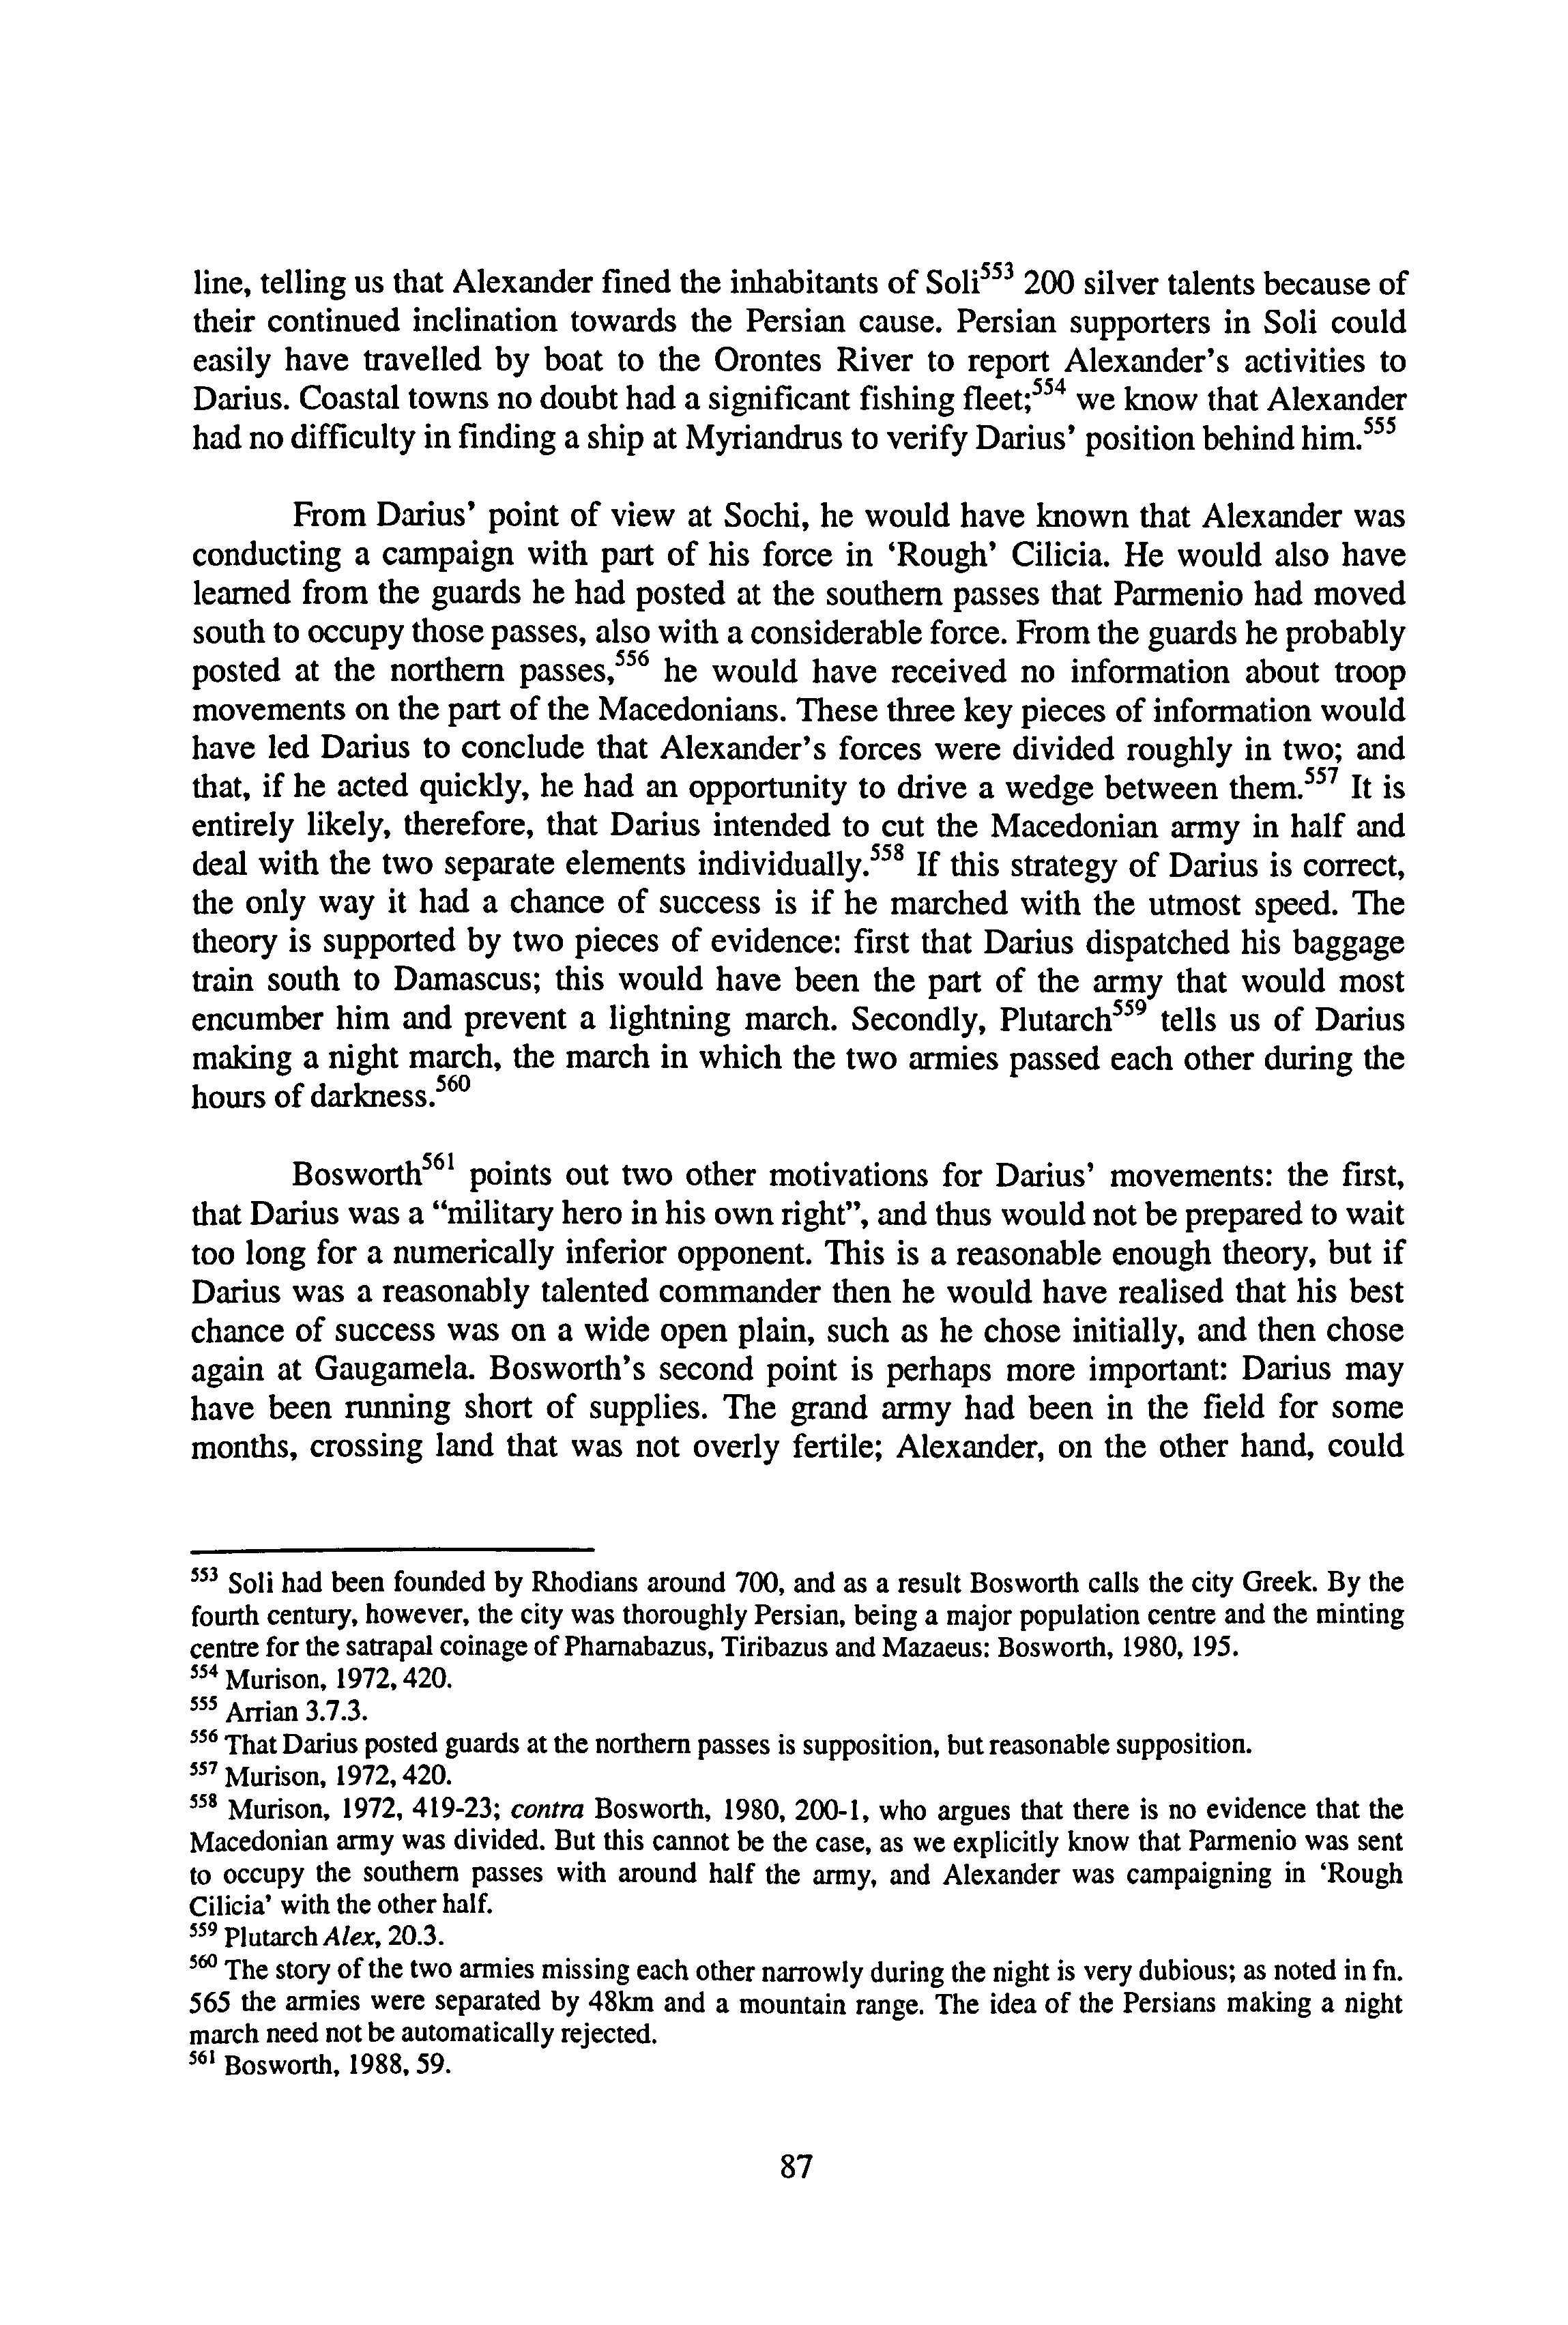 line, telling us that Alexander fined the inhabitants of Soli⁵⁵³ 200 silver talents because of
their continued inclination towards the Persian cause. Persian supporters in Soli could
easily have travelled by boat to the Orontes River to report Alexander’s activities to
Darius. Coastal towns no doubt had a significant fishing fleet;⁵⁵⁴ we know that Alexander
had no difficulty in finding a ship at Myriandrus to verify Darius’ position behind him.⁵⁵⁵
From Darius’ point of view at Sochi, he would have known that Alexander was
conducting a campaign with part of his force in ‘Rough’ Cilicia. He would also have
learned from the guards he had posted at the southern passes that Parmenio had moved
south to occupy those passes, also with a considerable force. From the guards he probably
posted at the northern passes,⁵⁵⁶ he would have received no information about troop
movements on the part of the Macedonians. These three key pieces of information would
have led Darius to conclude that Alexander’s forces were divided roughly in two; and
that, if he acted quickly, he had an opportunity to drive a wedge between them.⁵⁵⁷ It is
entirely likely, therefore, that Darius intended to cut the Macedonian army in half and
deal with the two separate elements individually.⁵⁵⁸ If this strategy of Darius is correct,
the only way it had a chance of success is if he marched with the utmost speed. The
theory is supported by two pieces of evidence: first that Darius dispatched his baggage
train south to Damascus; this would have been the part of the army that would most
encumber him and prevent a lightning march. Secondly, Plutarch⁵⁵⁹ tells us of Darius
making a night march, the march in which the two armies passed each other during the
hours of darkness.⁵⁶⁰
Bosworth⁵⁶¹ points out two other motivations for Darius’ movements: the first,
that Darius was a “military hero in his own right”, and thus would not be prepared to wait
too long for a numerically inferior opponent. This is a reasonable enough theory, but if
Darius was a reasonably talented commander then he would have realised that his best
chance of success was on a wide open plain, such as he chose initially, and then chose
again at Gaugamela. Bosworth’s second point is perhaps more important: Darius may
have been running short of supplies. The grand army had been in the field for some
months, crossing land that was not overly fertile; Alexander, on the other hand, could
⁵⁵³ Soli had been founded by Rhodians around 700, and as a result Bosworth calls the city Greek. By the
fourth century, however, the city was thoroughly Persian, being a major population centre and the minting
centre for the satrapal coinage of Pharnabazus, Tiribazus and Mazaeus: Bosworth, 1980, 195.
⁵⁵⁴ Murison, 1972, 420.
⁵⁵⁵ Arrian 3.7.3.
⁵⁵⁶ That Darius posted guards at the northern passes is supposition, but reasonable supposition.
⁵⁵⁷ Murison, 1972, 420.
⁵⁵⁸ Murison, 1972, 419-23; contra Bosworth, 1980, 200-1, who argues that there is no evidence that the
Macedonian army was divided. But this cannot be the case, as we explicitly know that Parmenio was sent
to occupy the southern passes with around half the army, and Alexander was campaigning in ‘Rough
Cilicia’ with the other half.
⁵⁵⁹ Plutarch Alex, 20.3.
⁵⁶⁰ The story of the two armies missing each other narrowly during the night is very dubious; as noted in fn.
565 the armies were separated by 48km and a mountain range. The idea of the Persians making a night
march need not be automatically rejected.
⁵⁶¹ Bosworth, 1988, 59.
87